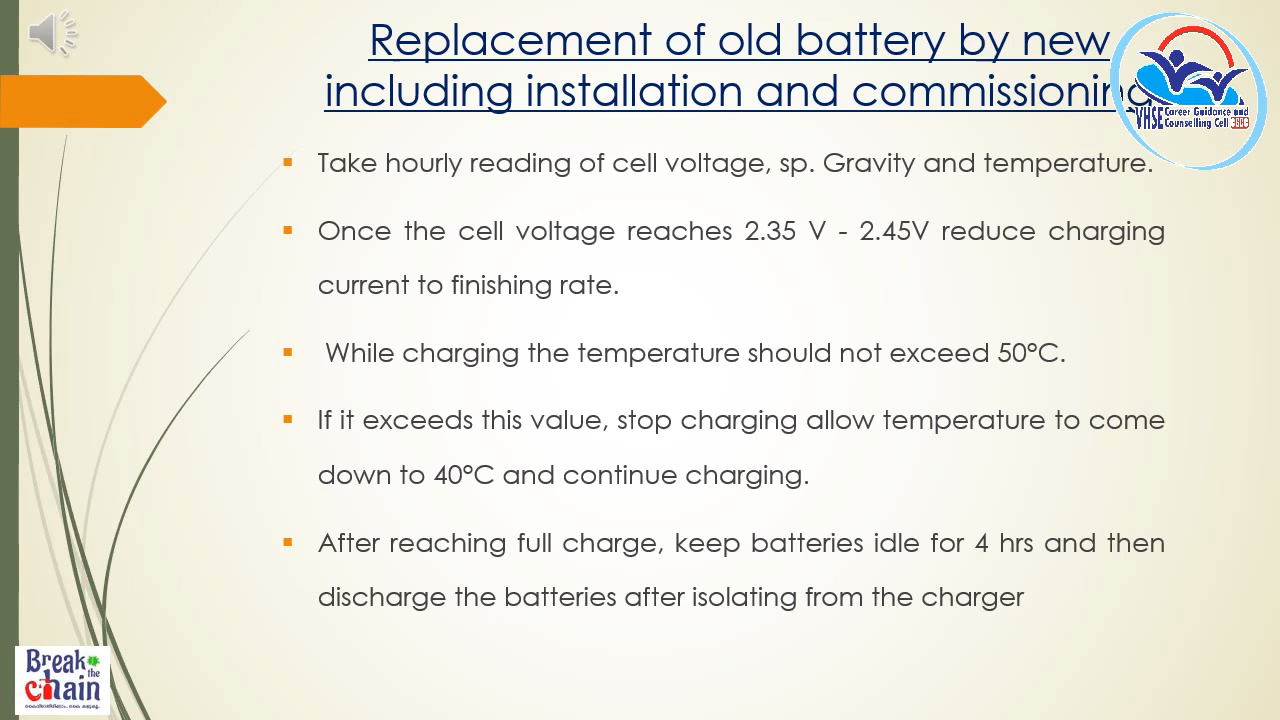 Replacement of old battery by new
including installation and commissioning
VHSE Career Guidance and
Counselling Cell
▪ Take hourly reading of cell voltage, sp. Gravity and temperature.
▪ Once the cell voltage reaches 2.35 V - 2.45V reduce charging
current to finishing rate.
▪ While charging the temperature should not exceed 50°C.
▪ If it exceeds this value, stop charging allow temperature to come
down to 40°C and continue charging.
▪ After reaching full charge, keep batteries idle for 4 hrs and then
discharge the batteries after isolating from the charger
Break
the
chain